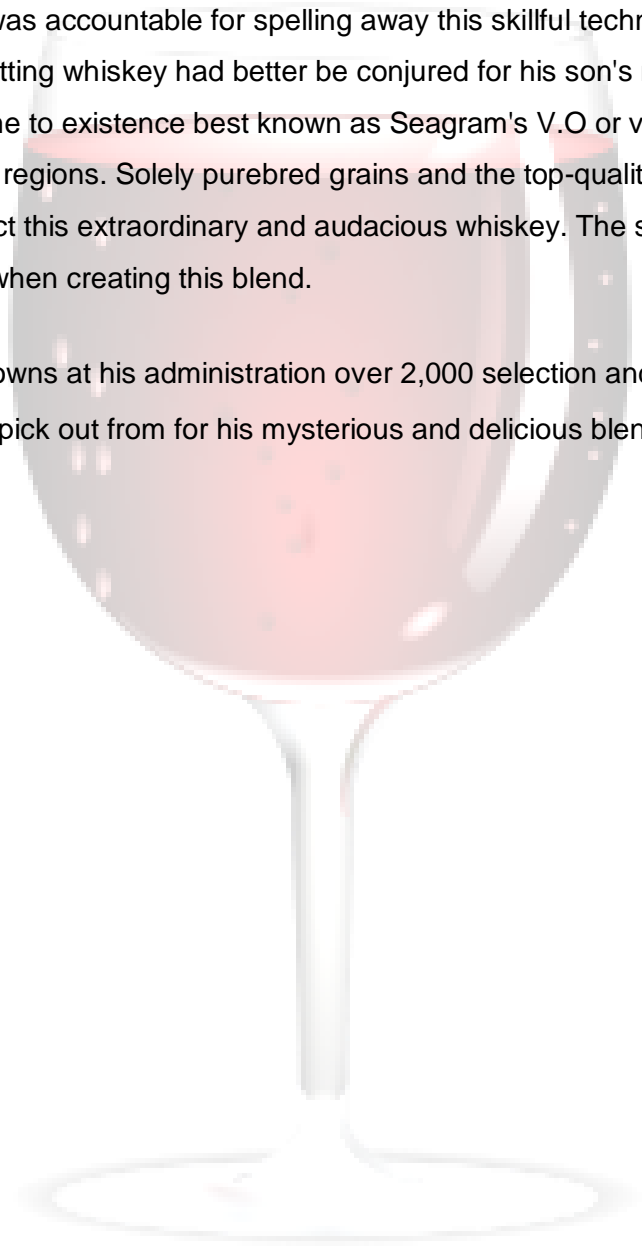 was accountable for spelling away this skillful techn
tting whiskey had better be conjured for his son's
ne to existence best known as Seagram's V.O or v
regions. Solely purebred grains and the top-qualit
ct this extraordinary and audacious whiskey. The s
when creating this blend.
owns at his administration over 2,000 selection and
pick out from for his mysterious and delicious blen